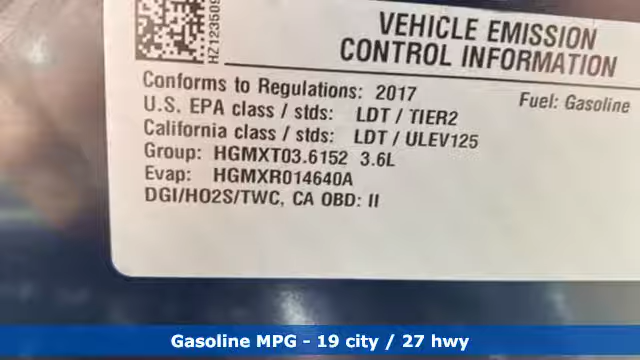 VEHICLE EMISSION
CONTROL INFORMATION
Conforms to Regulations: 2017
Fuel: Gasoline
U.S. EPA class / stds: LDT / TIER2
California class / stds: LDT / ULEV125
Group: HGMXT03.6152 3.6L
Evap: HGMXR014640A
DGI/HO2S/TWC, CA OBD: II
Gasoline MPG - 19 city / 27 hwy